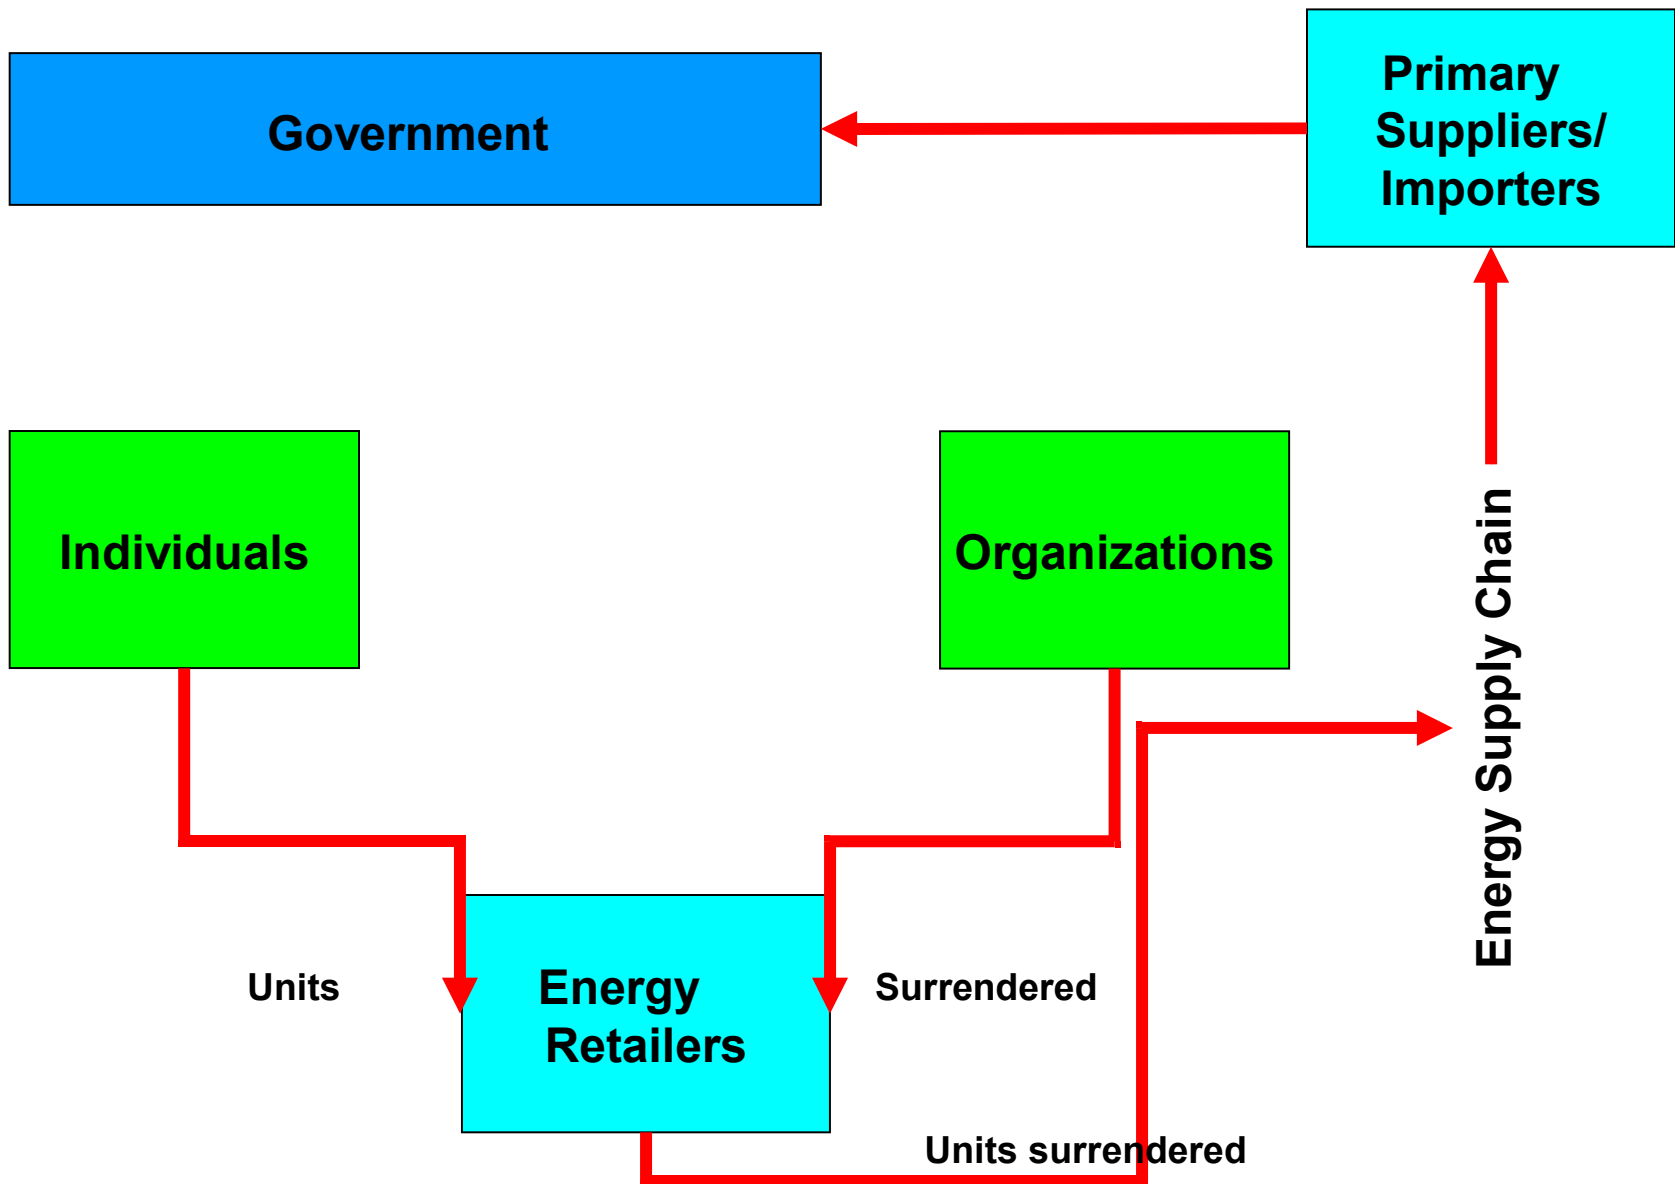 Government
Primary
Suppliers/
Importers
Individuals
Organizations
Energy Supply Chain
Units
Energy
Retailers
Surrendered
Units surrendered